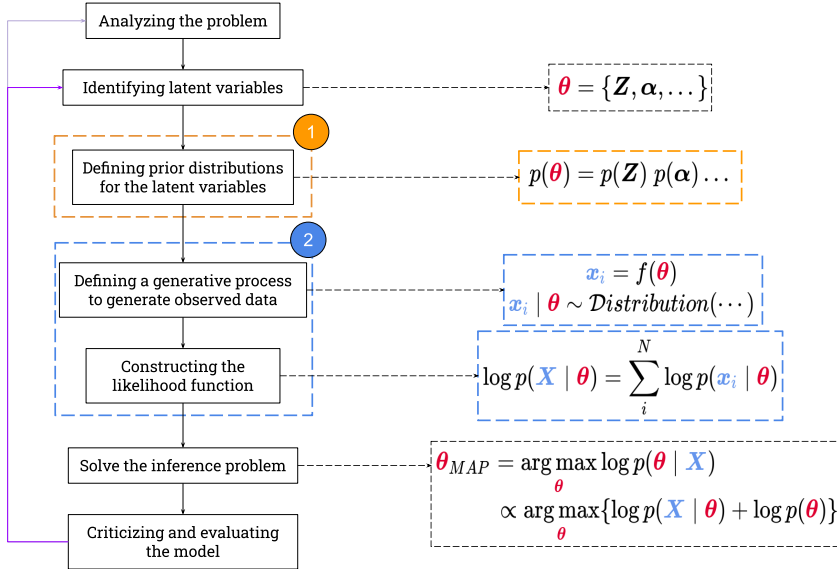 Analyzing the problem
Identifying latent variables
θ = {Z, α, … }
1
Defining prior distributions
for the latent variables
p(θ) = p(Z) p(α) …
2
Defining a generative process
to generate observed data
x_i = f(θ)
x_i | θ ∼ Distribution(⋯)
Constructing the
likelihood function
log p(X | θ) = ∑_i^N log p(x_i | θ)
Solve the inference problem
θ_MAP = arg max_θ log p(θ | X)
∝ arg max_θ {log p(X | θ) + log p(θ)}
Criticizing and evaluating
the model